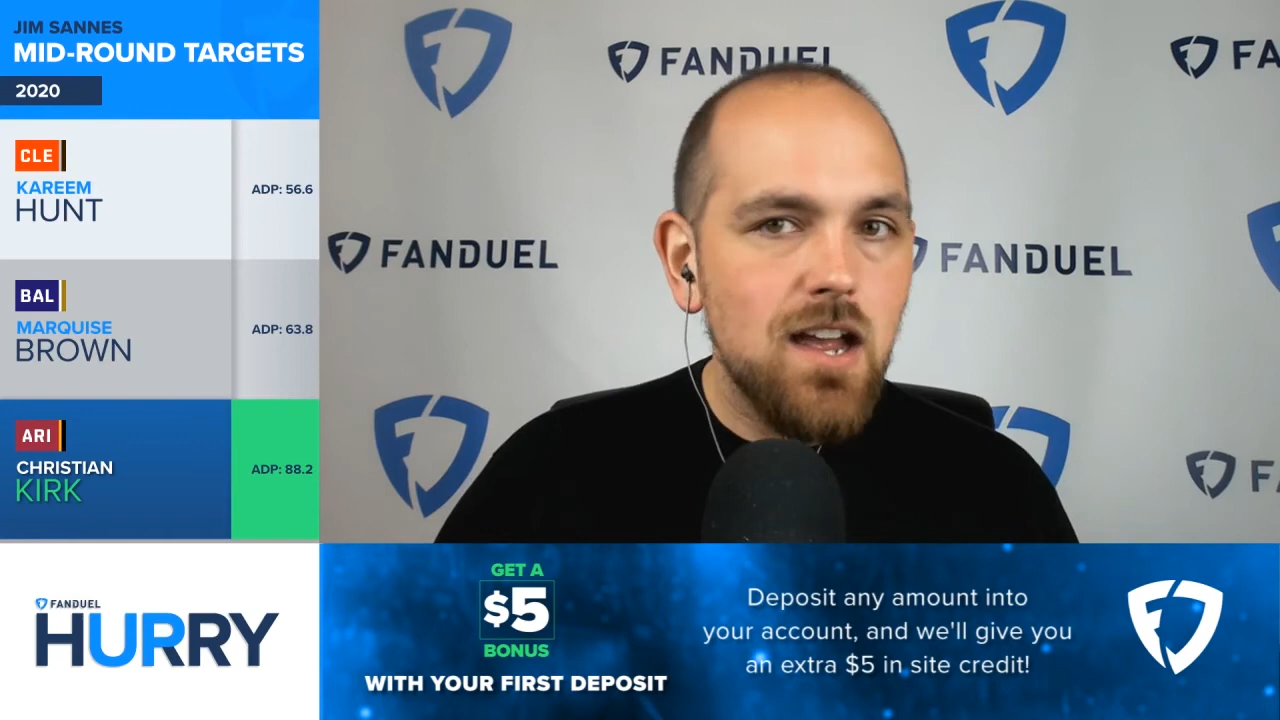 JIM SANNES
MID-ROUND TARGETS
2020
CLE
KAREEM
HUNT
ADP: 56.6
BAL
MARQUISE
BROWN
ADP: 63.8
ARI
CHRISTIAN
KIRK
ADP: 88.2
FANDUEL
FA
FANDUEL
FANDUEL
F
FANDUEL
HURRY
GET A
$5
BONUS
WITH YOUR FIRST DEPOSIT
Deposit any amount into
your account, and we'll give you
an extra $5 in site credit!